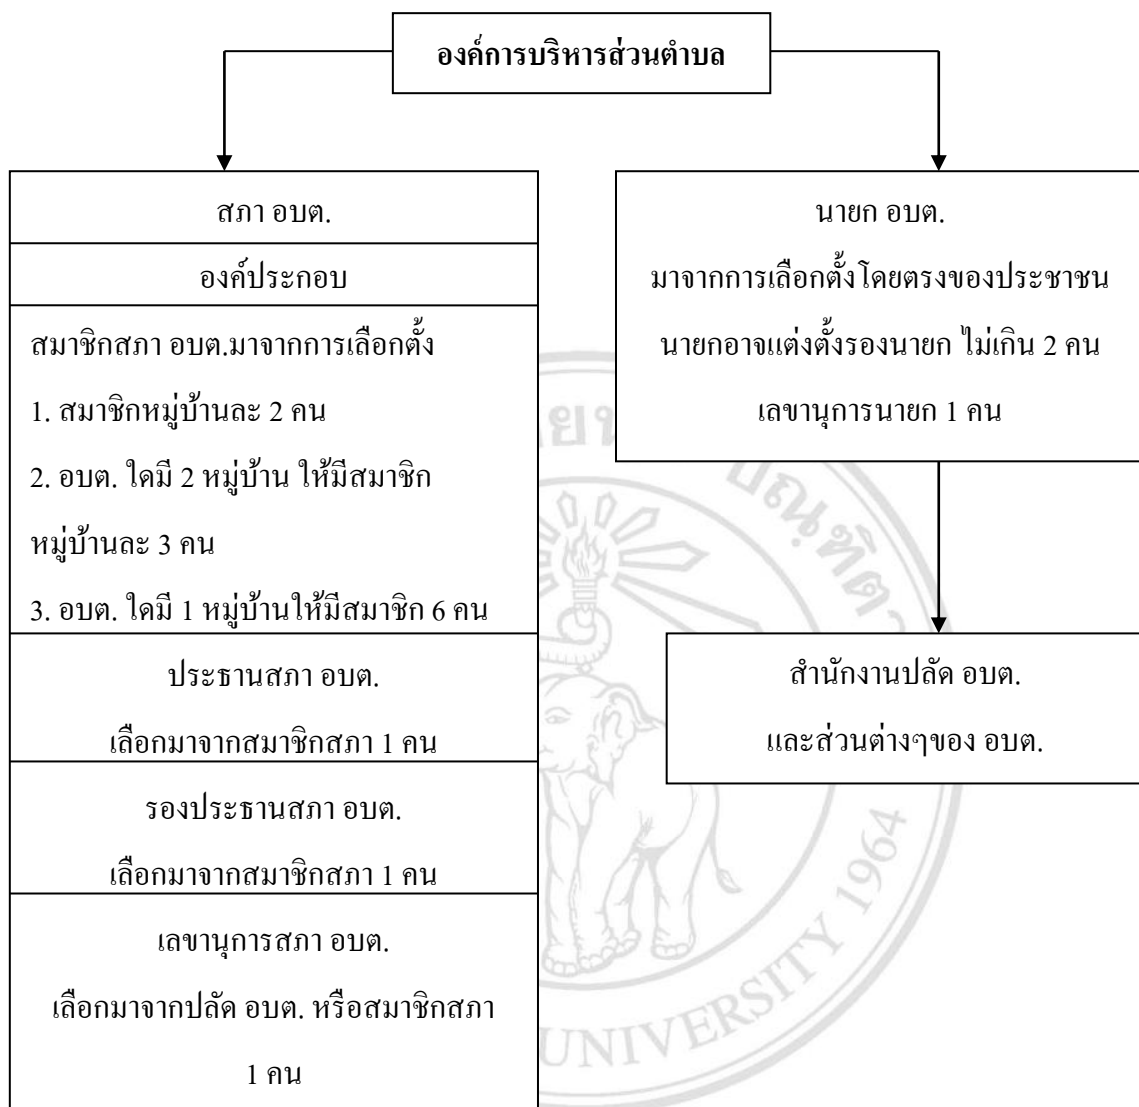 องค์การบริหารส่วนตำบล
สภา อบต.
องค์ประกอบ
สมาชิกสภา อบต.มาจากการเลือกตั้ง
1. สมาชิกหมู่บ้านละ 2 คน
2. อบต. ใดมี 2 หมู่บ้าน ให้มีสมาชิก
หมู่บ้านละ 3 คน
3. อบต. ใดมี 1 หมู่บ้านให้มีสมาชิก 6 คน
ประธานสภา อบต.
เลือกมาจากสมาชิกสภา 1 คน
รองประธานสภา อบต.
เลือกมาจากสมาชิกสภา 1 คน
เลขานุการสภา อบต.
เลือกมาจากปลัด อบต. หรือสมาชิกสภา
1 คน
นายก อบต.
มาจากการเลือกตั้งโดยตรงของประชาชน
นายกอาจแต่งตั้งรองนายก ไม่เกิน 2 คน
เลขานุการนายก 1 คน
สำนักงานปลัด อบต.
และส่วนต่างๆของ อบต.
UNIVERSITY 1964